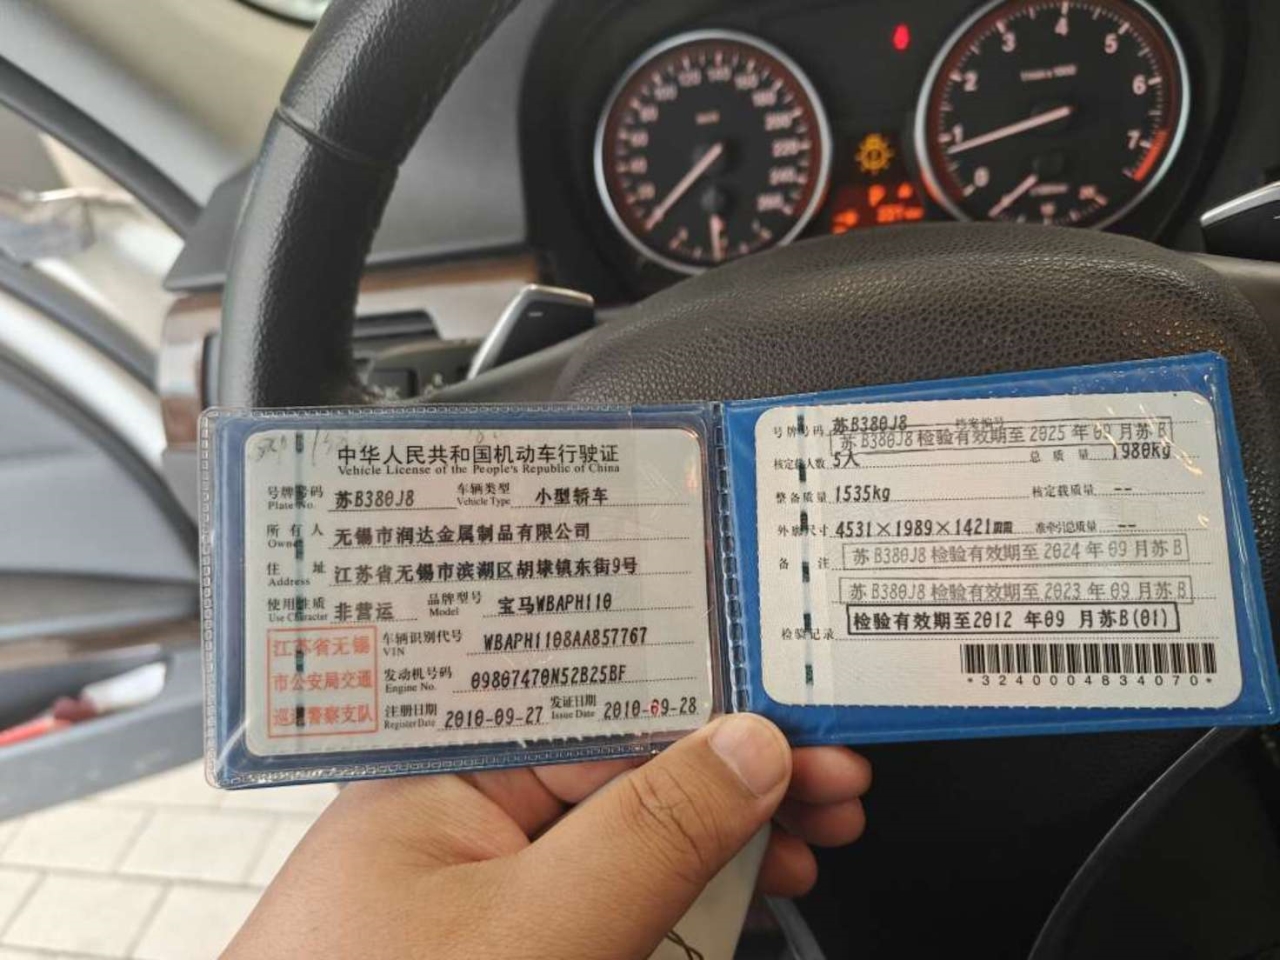 中华人民共和国机动车行驶证
Vehicle License of the People's Republic of China
号牌号码 苏B380J8 车辆类型 小型轿车
Plate No. Vehicle Type
所有人 无锡市润达金属制品有限公司
Owner
住址 江苏省无锡市滨湖区胡埭镇东街9号
Address
使用性质 非营运 品牌型号 宝马WBAPH110
Use Character Model
江苏省无锡
市公安局交通
巡逻警察支队
车辆识别代号 WBAPH1108AA857767
VIN
发动机号码 09807470N52B25BF
Engine No.
注册日期 2010-09-27 发证日期 2010-09-28
Register Date Issue Date
号牌号码 苏B380J8 档案编号
苏B380J8检验有效期至2025年09月苏B
核定载人数 5人 总质量 1980kg
整备质量 1535kg 核定载质量 --
外廓尺寸 4531×1989×1421 准牵引总质量 --
苏B380J8检验有效期至2024年09月苏B
备注
苏B380J8检验有效期至2023年09月苏B
检验有效期至2012年09月苏B(01)
检验记录
*3240004834070*
0 1 2 3 4 5 6 7
P